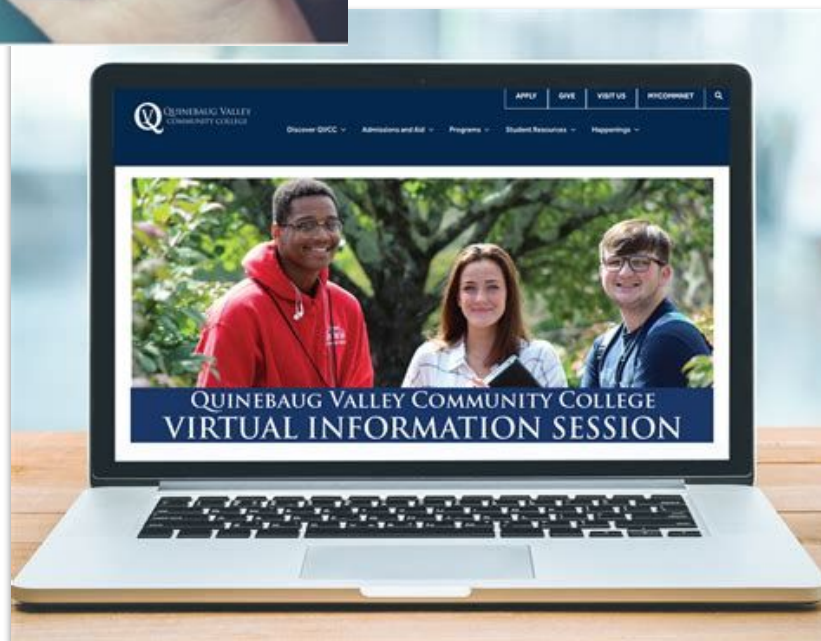 QUINEBAUG VALLEY
COMMUNITY COLLEGE
APPLY GIVE VISIT US MYCOMMNET
Discover QVCC Admissions and Aid Programs Student Resources Happenings
QUINEBAUG VALLEY COMMUNITY COLLEGE
VIRTUAL INFORMATION SESSION